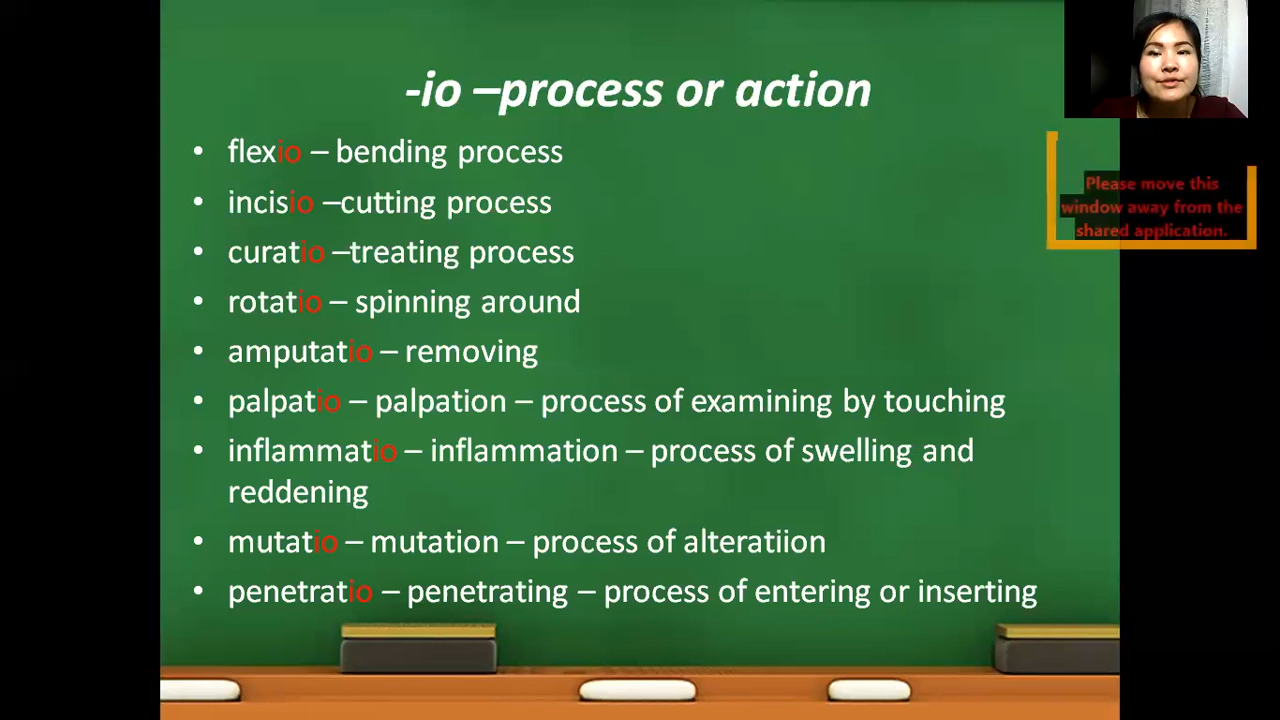 -io –process or action
• flexio – bending process
• incisio –cutting process
• curatio –treating process
• rotatio – spinning around
• amputatio – removing
• palpatio – palpation – process of examining by touching
• inflammatio – inflammation – process of swelling and
reddening
• mutatio – mutation – process of alteratiion
• penetratio – penetrating – process of entering or inserting
Please move this
window away from the
shared application.